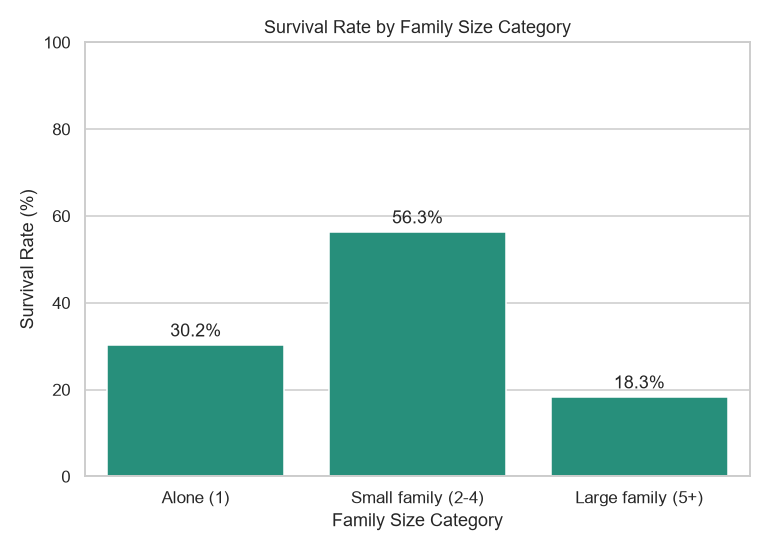 Survival Rate by Family Size Category
100
80
60
40
20
0
Survival Rate (%)
30.2%
56.3%
18.3%
Alone (1)
Small family (2-4)
Large family (5+)
Family Size Category